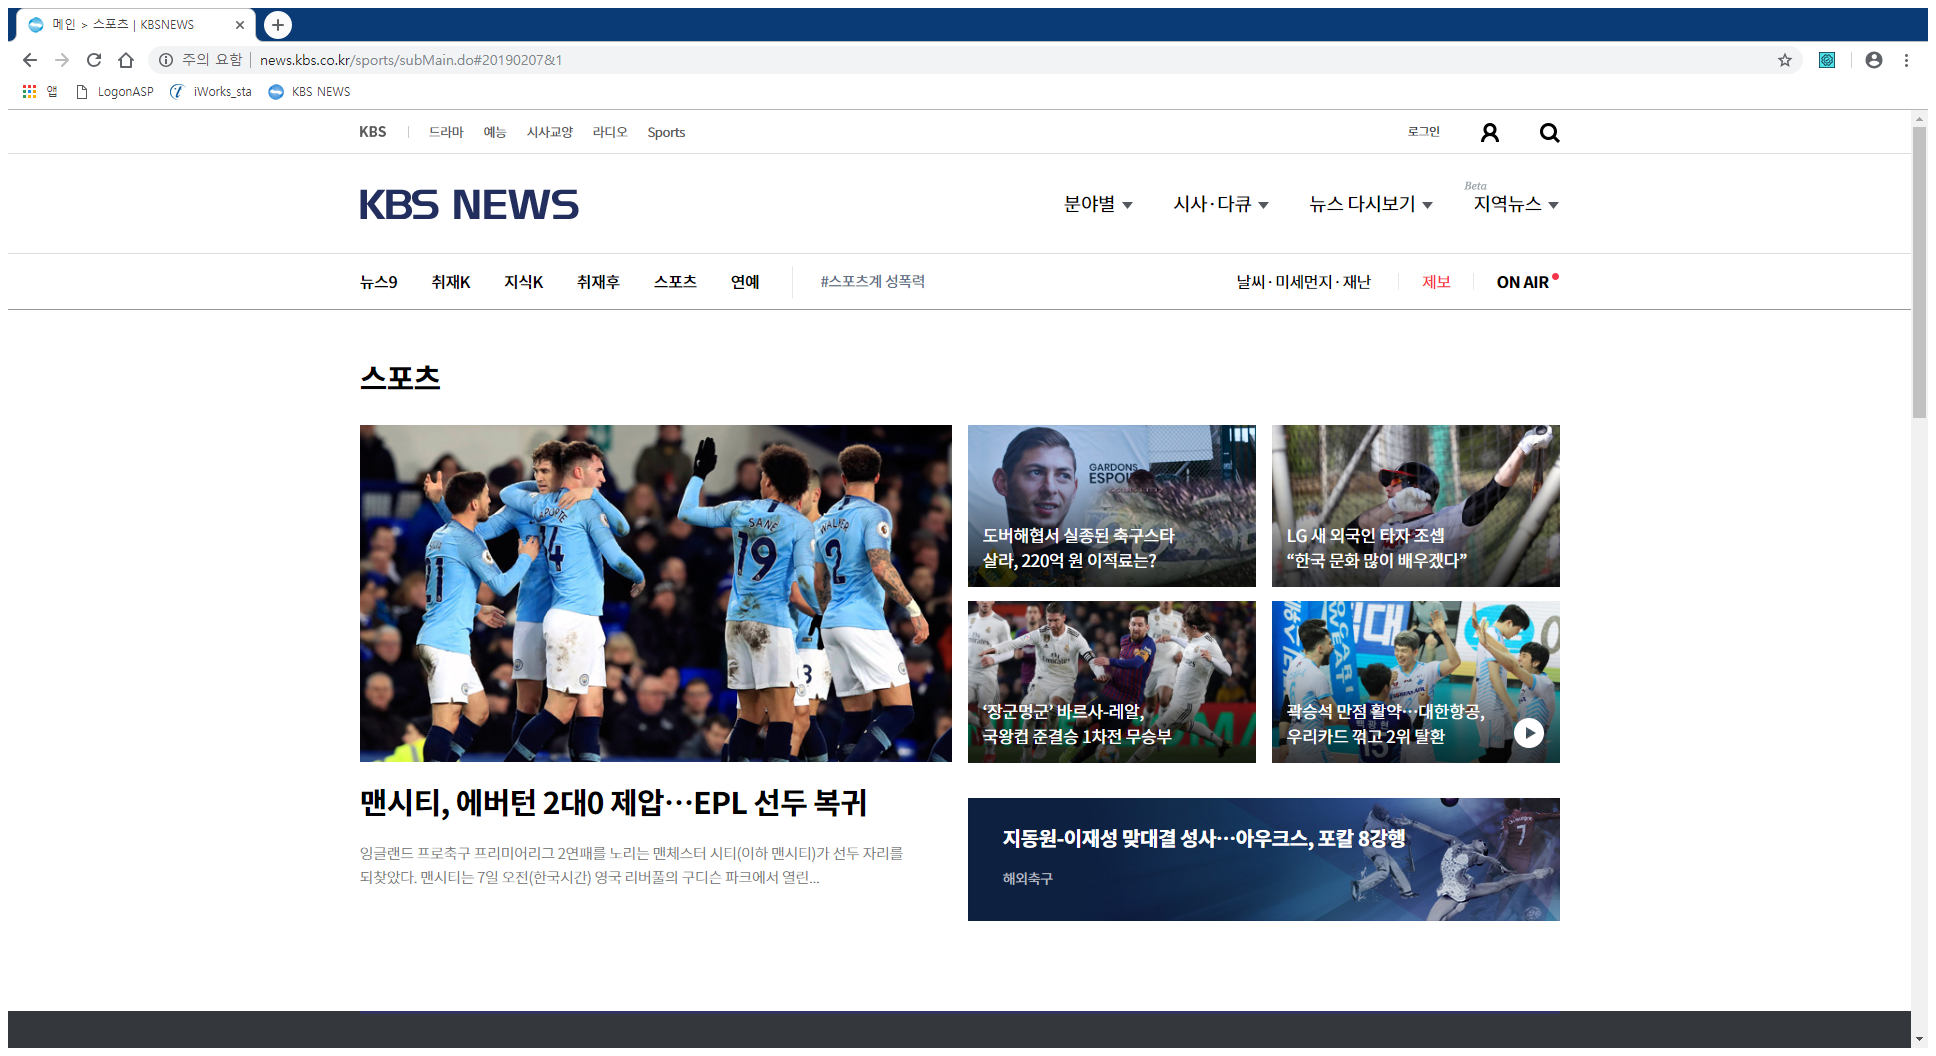 메인 > 스포츠 | KBSNEWS
주의 요함 | news.kbs.co.kr/sports/subMain.do#20190207&1
앱 LogonASP iWorks_sta KBS NEWS
KBS 드라마 예능 시사교양 라디오 Sports 로그인
KBS NEWS
Beta
분야별 시사·다큐 뉴스 다시보기 지역뉴스
뉴스9 취재K 지식K 취재후 스포츠 연예 #스포츠계 성폭력 날씨·미세먼지·재난 제보 ON AIR
스포츠
21
LAPORTE
14
SANE
19
WALKER
2
3
맨시티, 에버턴 2대0 제압…EPL 선두 복귀
잉글랜드 프로축구 프리미어리그 2연패를 노리는 맨체스터 시티(이하 맨시티)가 선두 자리를
되찾았다. 맨시티는 7일 오전(한국시간) 영국 리버풀의 구디슨 파크에서 열린...
GARDONS
ESPOI
도버해협서 실종된 축구스타
살라, 220억 원 이적료는?
LG 새 외국인 타자 조셉
“한국 문화 많이 배우겠다”
‘장군멍군’ 바르사-레알,
국왕컵 준결승 1차전 무승부
곽승석 만점 활약…대한항공,
우리카드 꺾고 2위 탈환
지동원-이재성 맞대결 성사…아우크스, 포칼 8강행
해외축구
7